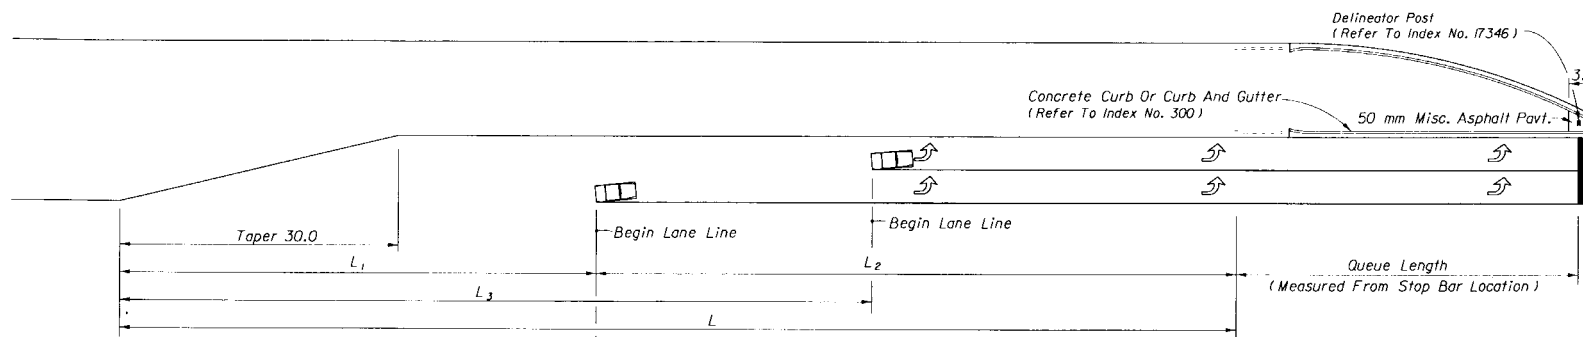 Delineator Post
(Refer To Index No. 17346)
3.
Concrete Curb Or Curb And Gutter
(Refer To Index No. 300)
50 mm Misc. Asphalt Pavt.
Taper 30.0
Begin Lane Line
Begin Lane Line
L1
L2
Queue Length
(Measured From Stop Bar Location)
L3
L